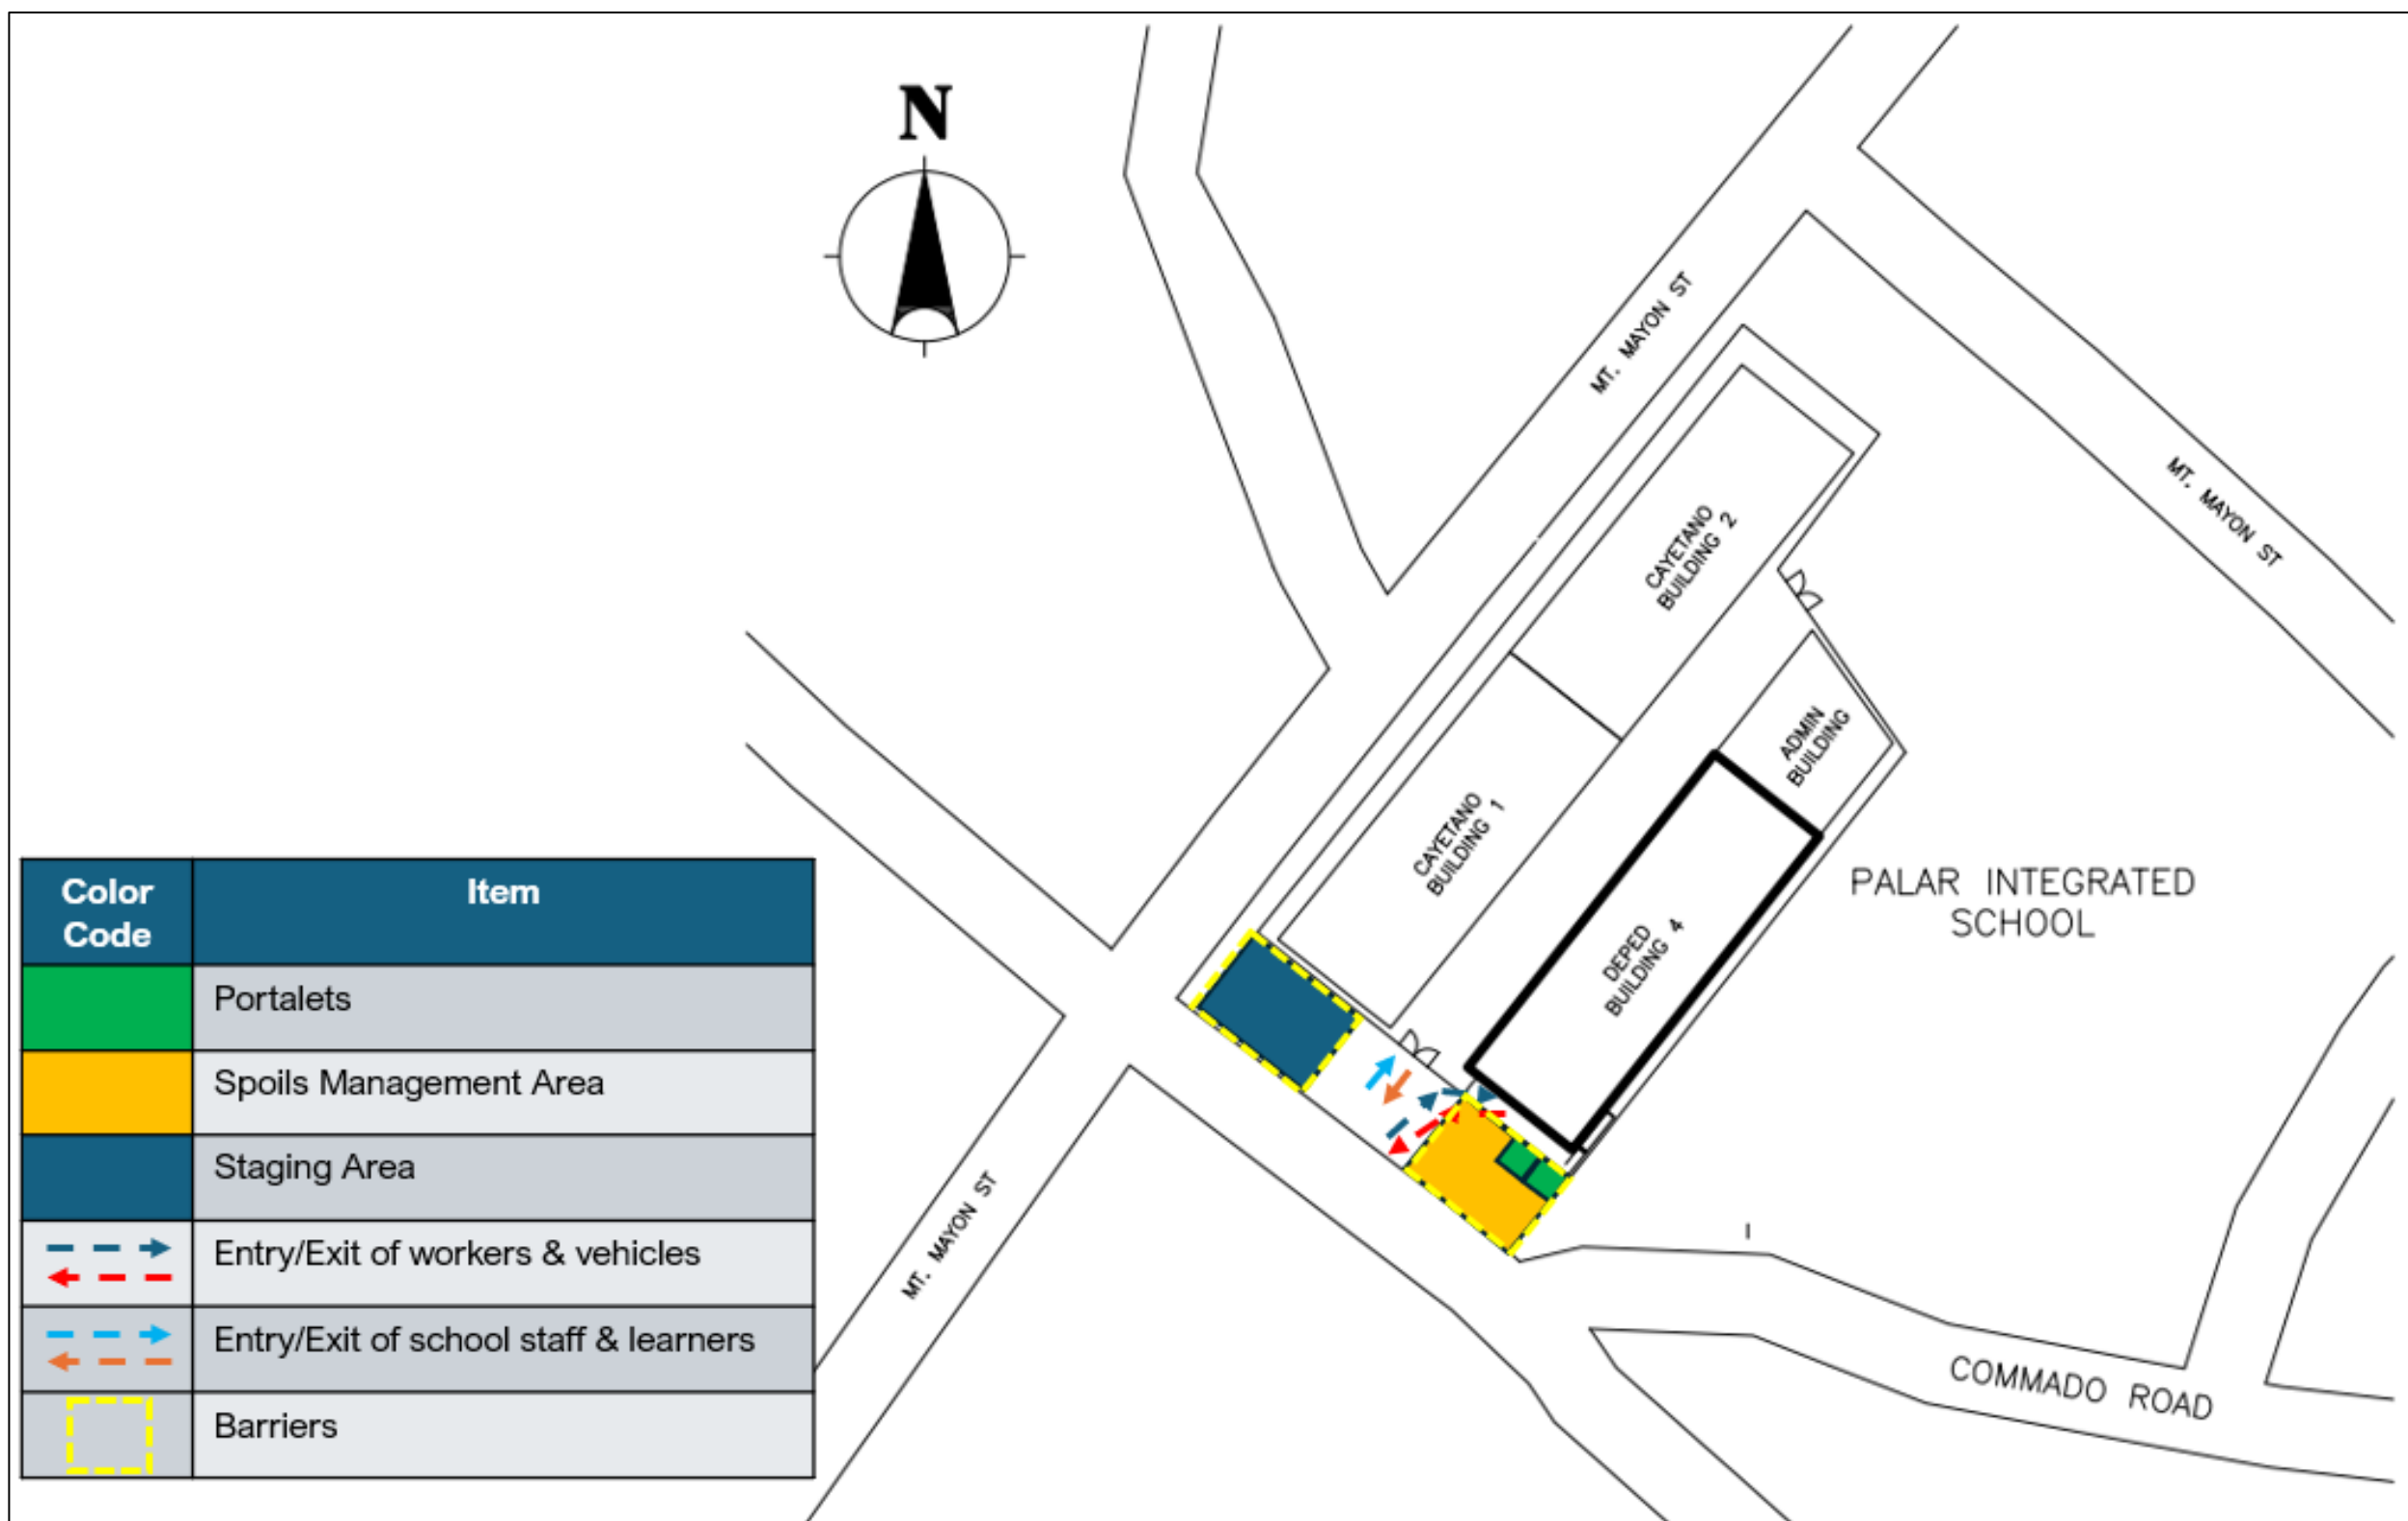 N
MT. MAYON ST
MT. MAYON ST
CAYETANO
BUILDING 2
ADMIN
BUILDING
CAYETANO
BUILDING 1
PALAR INTEGRATED
SCHOOL
DEPED
BUILDING 4
MT. MAYON ST
COMMADO ROAD
Color
Code
Item
Portalets
Spoils Management Area
Staging Area
Entry/Exit of workers & vehicles
Entry/Exit of school staff & learners
Barriers